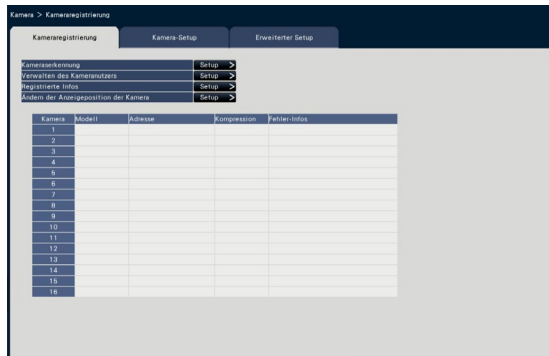 Kamera > Kameraregistrierung
Kameraregistrierung Kamera-Setup Erweiterter Setup
Kameraerkennung Setup >
Verwalten des Kameranutzers Setup >
Registrierte Infos Setup >
Ändern der Anzeigeposition der Kamera Setup >
Kamera Modell Adresse Kompression Fehler-Infos
1
2
3
4
5
6
7
8
9
10
11
12
13
14
15
16